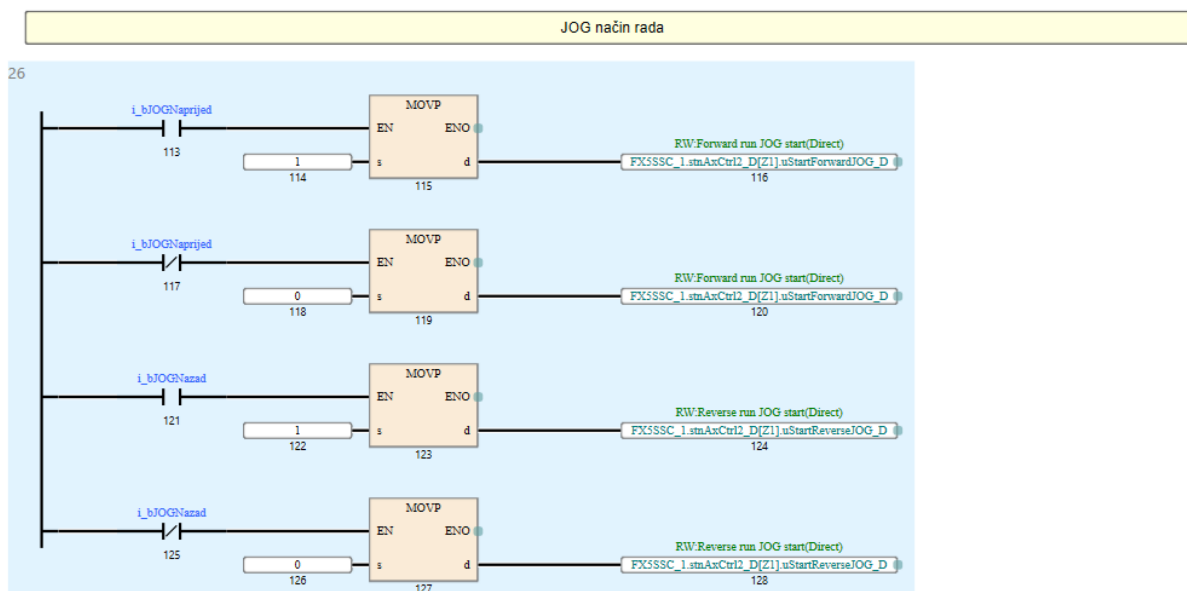 JOG način rada
26
i_bJOGNaprijed
MOVP
EN ENO
113
RW:Forward run JOG start(Direct)
1 s d FX5SSC_1.stnAxCtrl2_D[Z1].uStartForwardJOG_D
114 115 116
i_bJOGNaprijed
MOVP
EN ENO
117
RW:Forward run JOG start(Direct)
0 s d FX5SSC_1.stnAxCtrl2_D[Z1].uStartForwardJOG_D
118 119 120
i_bJOGNazad
MOVP
EN ENO
121
RW:Reverse run JOG start(Direct)
1 s d FX5SSC_1.stnAxCtrl2_D[Z1].uStartReverseJOG_D
122 123 124
i_bJOGNazad
MOVP
EN ENO
125
RW:Reverse run JOG start(Direct)
0 s d FX5SSC_1.stnAxCtrl2_D[Z1].uStartReverseJOG_D
126 127 128